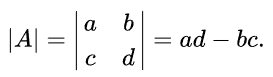 |A| = |a b; c d| = ad − bc.